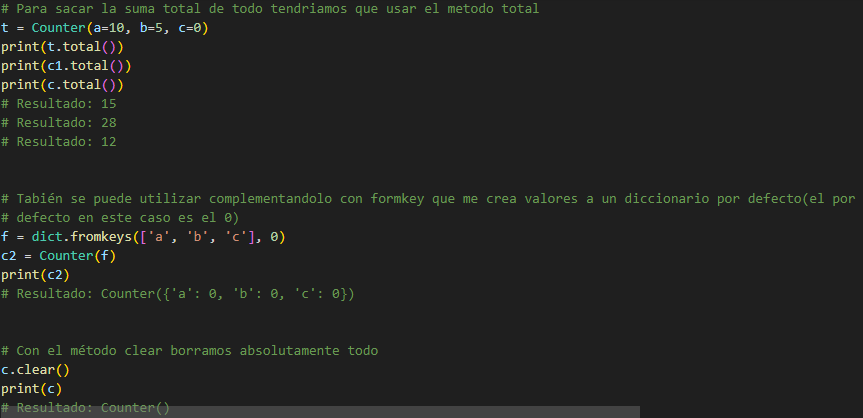 # Para sacar la suma total de todo tendriamos que usar el metodo total
t = Counter(a=10, b=5, c=0)
print(t.total())
print(c1.total())
print(c.total())
# Resultado: 15
# Resultado: 28
# Resultado: 12
# Tabién se puede utilizar complementandolo con formkey que me crea valores a un diccionario por defecto(el por
# defecto en este caso es el 0)
f = dict.fromkeys(['a', 'b', 'c'], 0)
c2 = Counter(f)
print(c2)
# Resultado: Counter({'a': 0, 'b': 0, 'c': 0})
# Con el método clear borramos absolutamente todo
c.clear()
print(c)
# Resultado: Counter()